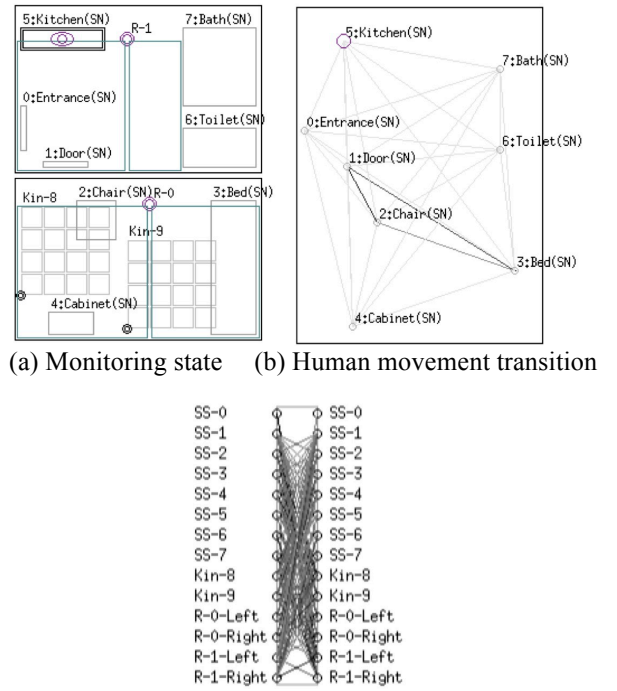 5:Kitchen(SN)
R-1
7:Bath(SN)
0:Entrance(SN)
6:Toilet(SN)
1:Door(SN)
Kin-8
2:Chair(SN)
R-0
3:Bed(SN)
Kin-9
4:Cabinet(SN)
5:Kitchen(SN)
7:Bath(SN)
0:Entrance(SN)
6:Toilet(SN)
1:Door(SN)
2:Chair(SN)
3:Bed(SN)
4:Cabinet(SN)
(a) Monitoring state
(b) Human movement transition
SS-0 SS-0
SS-1 SS-1
SS-2 SS-2
SS-3 SS-3
SS-4 SS-4
SS-5 SS-5
SS-6 SS-6
SS-7 SS-7
Kin-8 Kin-8
Kin-9 Kin-9
R-0-Left R-0-Left
R-0-Right R-0-Right
R-1-Left R-1-Left
R-1-Right R-1-Right